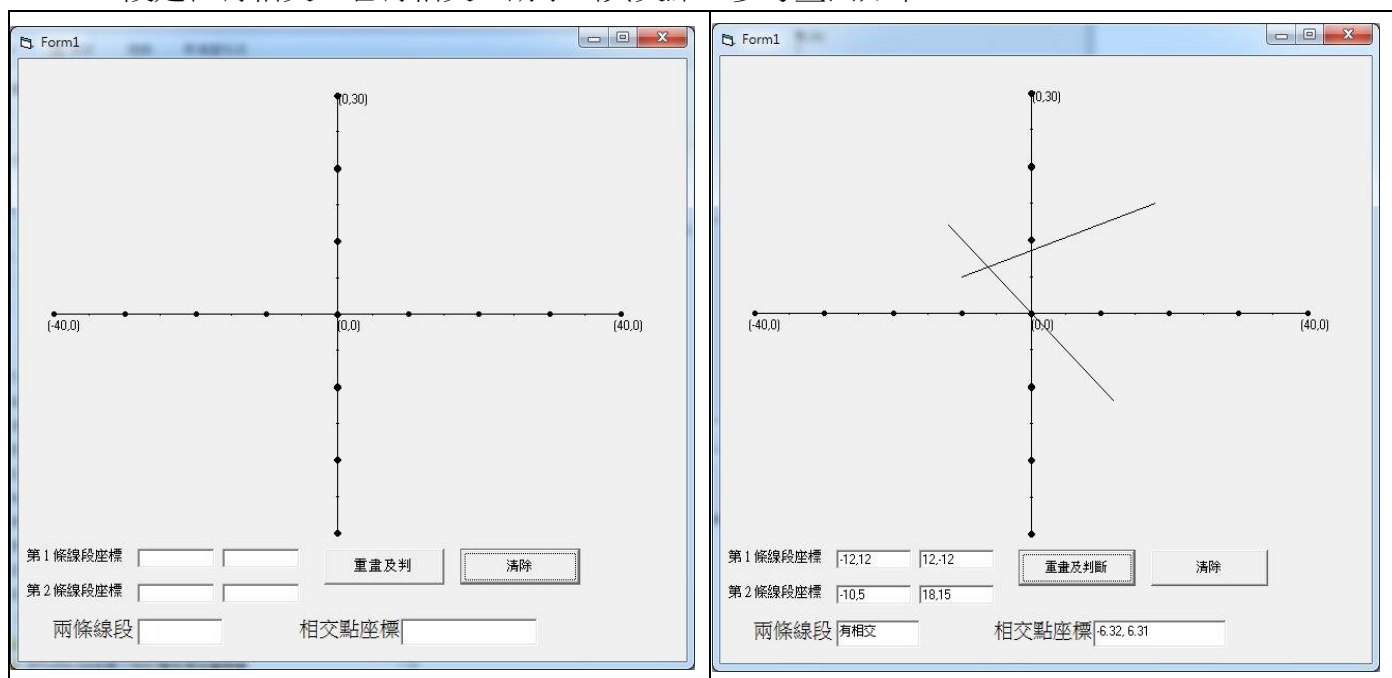 Form1
(0,30)
(-40,0)
(0,0)
(40,0)
第1條線段座標
重畫及判
清除
第2條線段座標
兩條線段
相交點座標
Form1
(0,30)
(-40,0)
(0,0)
(40,0)
第1條線段座標 -12,12 12,-12
重畫及判斷
清除
第2條線段座標 -10,5 18,15
兩條線段 有相交
相交點座標 -6.32, 6.31